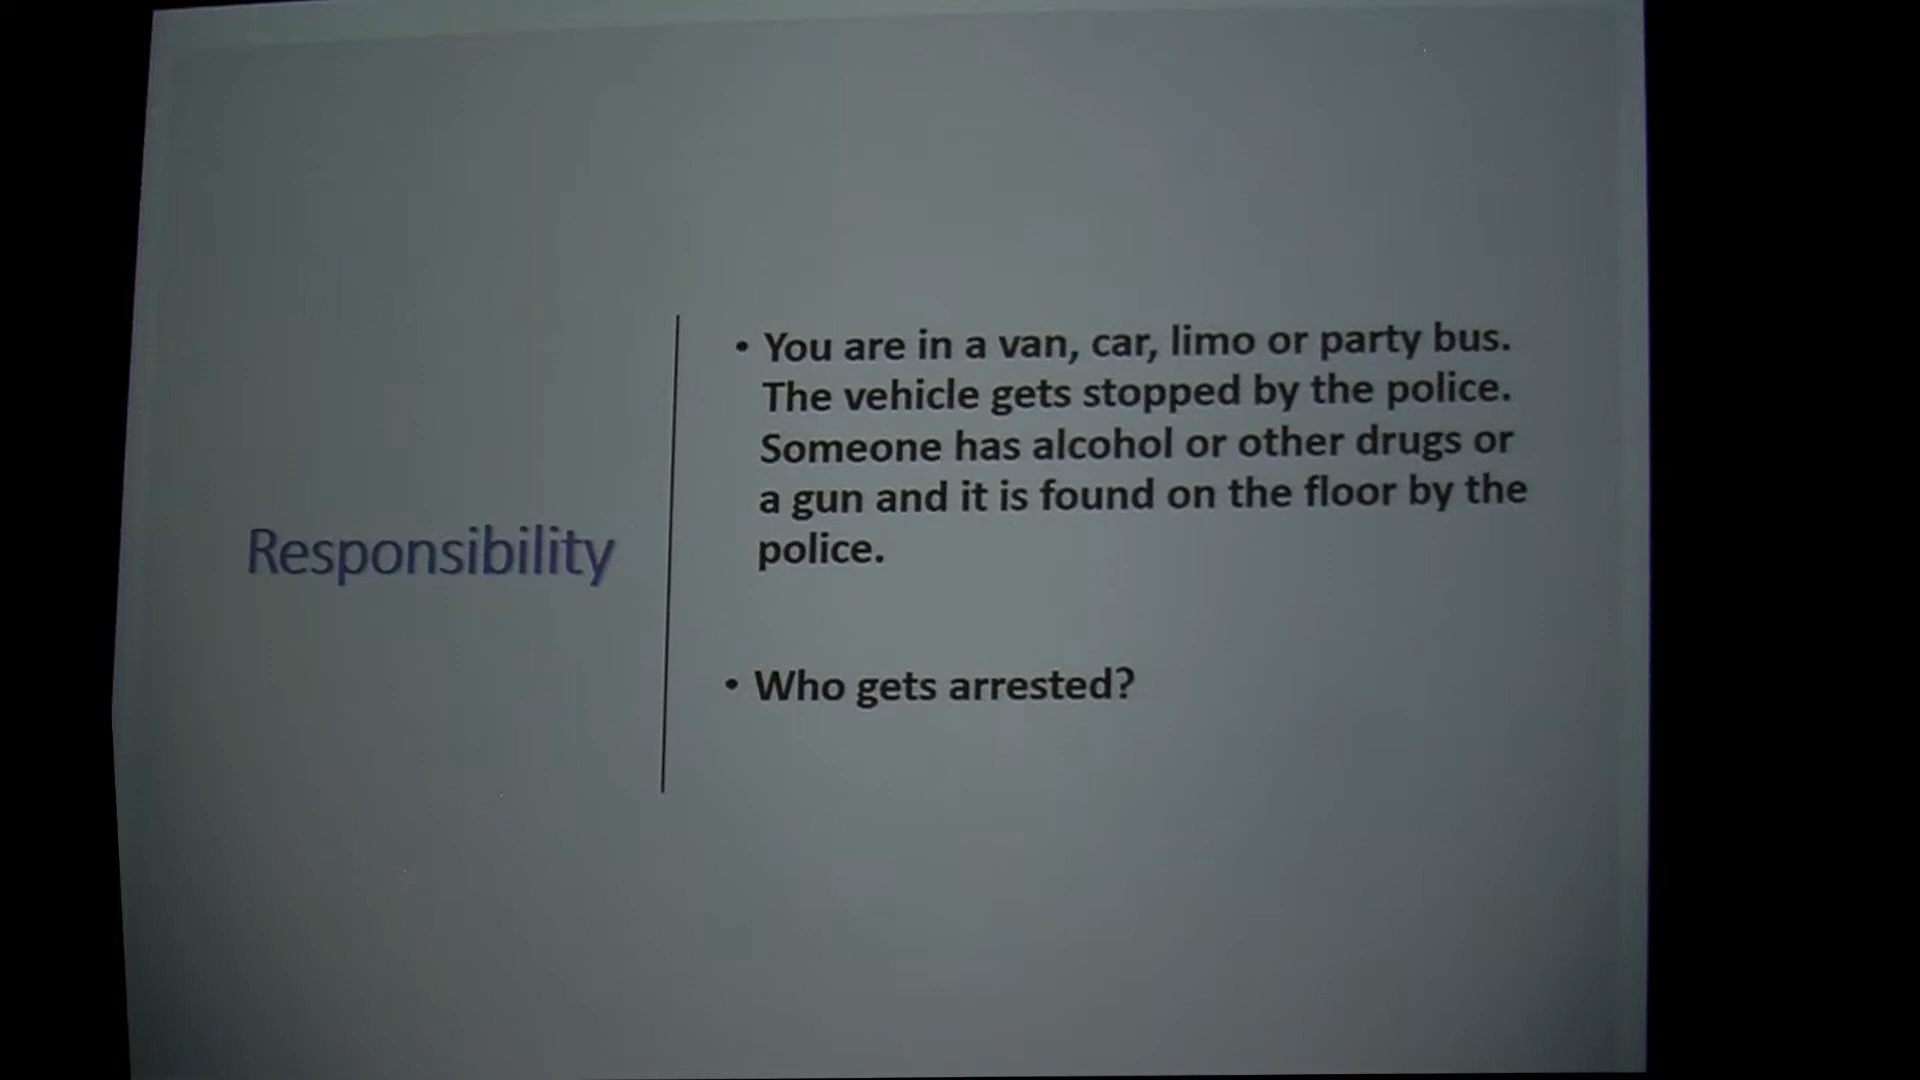 Responsibility
• You are in a van, car, limo or party bus.
The vehicle gets stopped by the police.
Someone has alcohol or other drugs or
a gun and it is found on the floor by the
police.
• Who gets arrested?